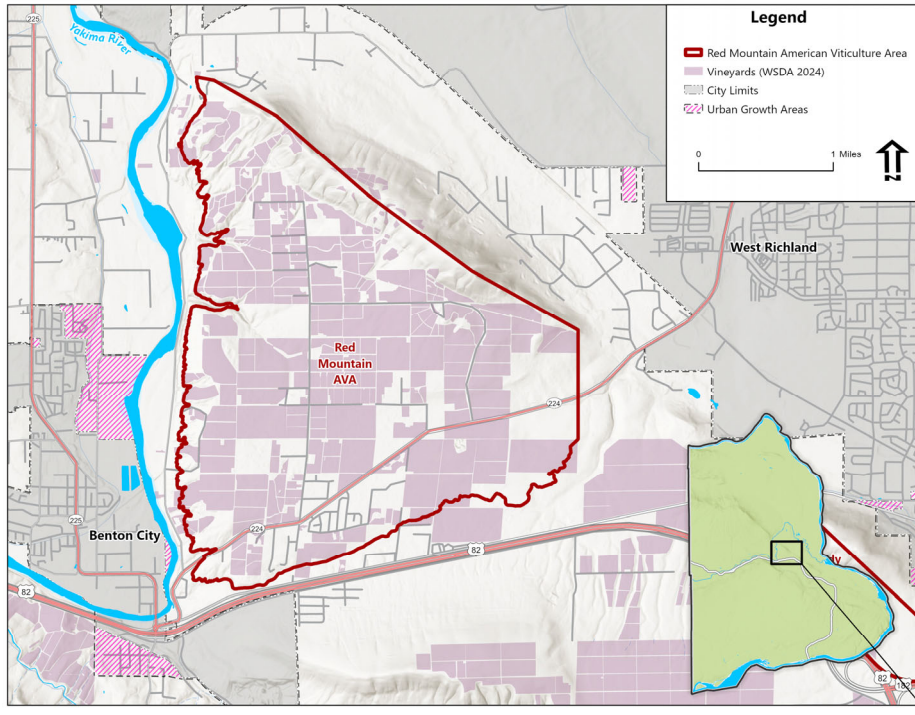 Legend
Red Mountain American Viticulture Area
Vineyards (WSDA 2024)
City Limits
Urban Growth Areas
0 1 Miles
N
225
Yakima River
West Richland
Red
Mountain
AVA
224
224
225
Benton City
82
82
82
182